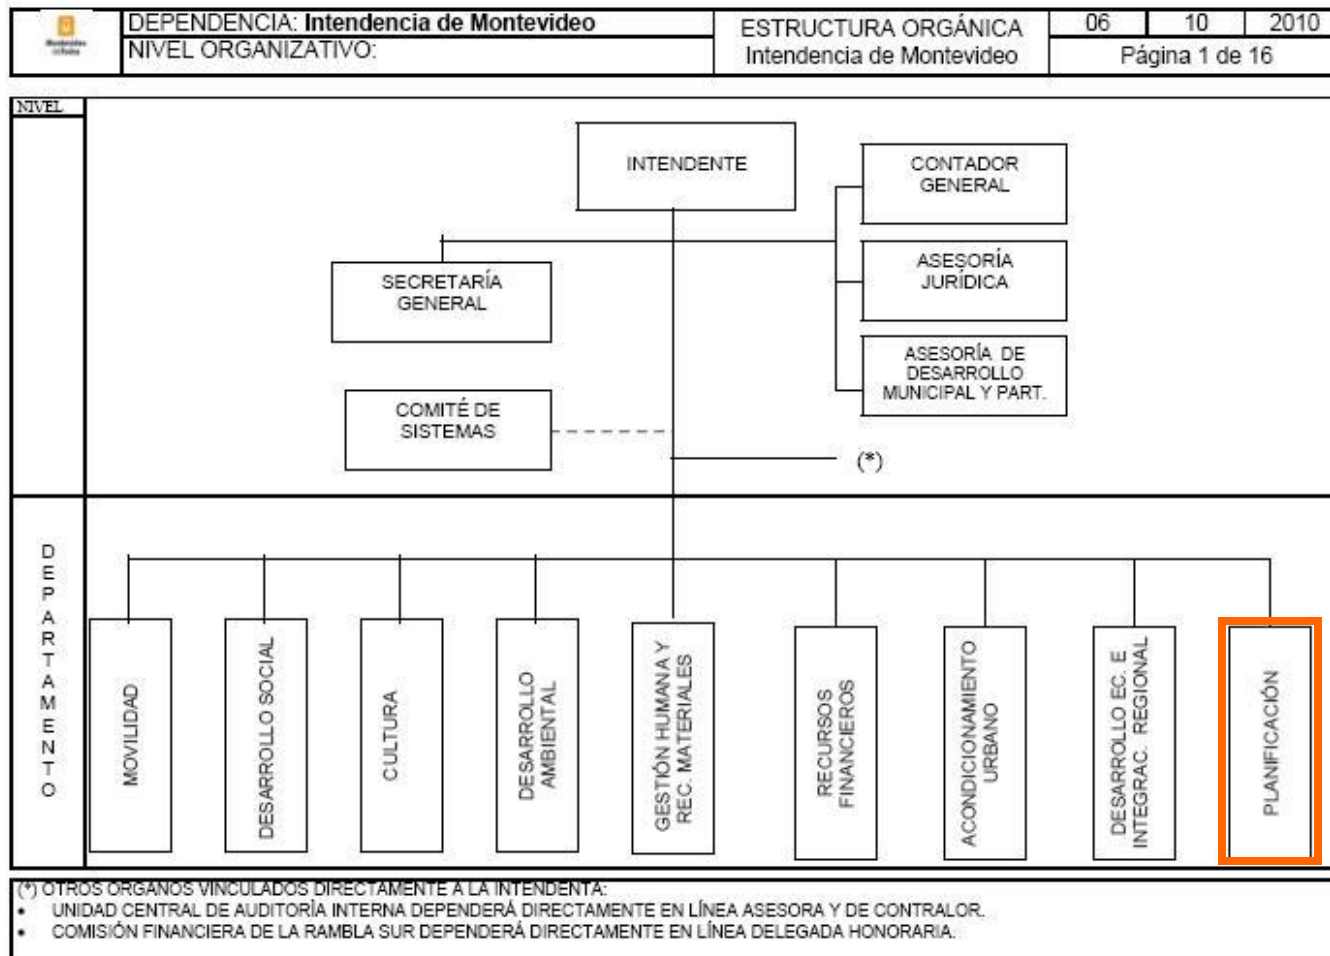 DEPENDENCIA: Intendencia de Montevideo
NIVEL ORGANIZATIVO:
ESTRUCTURA ORGÁNICA
Intendencia de Montevideo
06 10 2010
Página 1 de 16
NIVEL
INTENDENTE
CONTADOR
GENERAL
SECRETARÍA
GENERAL
ASESORÍA
JURÍDICA
ASESORÍA DE
DESARROLLO
MUNICIPAL Y PART.
COMITÉ DE
SISTEMAS
(*)
DEPARTAMENTO
MOVILIDAD
DESARROLLO SOCIAL
CULTURA
DESARROLLO
AMBIENTAL
GESTIÓN HUMANA Y
REC. MATERIALES
RECURSOS
FINANCIEROS
ACONDICIONAMIENTO
URBANO
DESARROLLO EC. E
INTEGRAC. REGIONAL
PLANIFICACIÓN
(*) OTROS ÓRGANOS VINCULADOS DIRECTAMENTE A LA INTENDENTA:
• UNIDAD CENTRAL DE AUDITORÌA INTERNA DEPENDERÁ DIRECTAMENTE EN LÍNEA ASESORA Y DE CONTRALOR.
• COMISIÓN FINANCIERA DE LA RAMBLA SUR DEPENDERÁ DIRECTAMENTE EN LÍNEA DELEGADA HONORARIA.